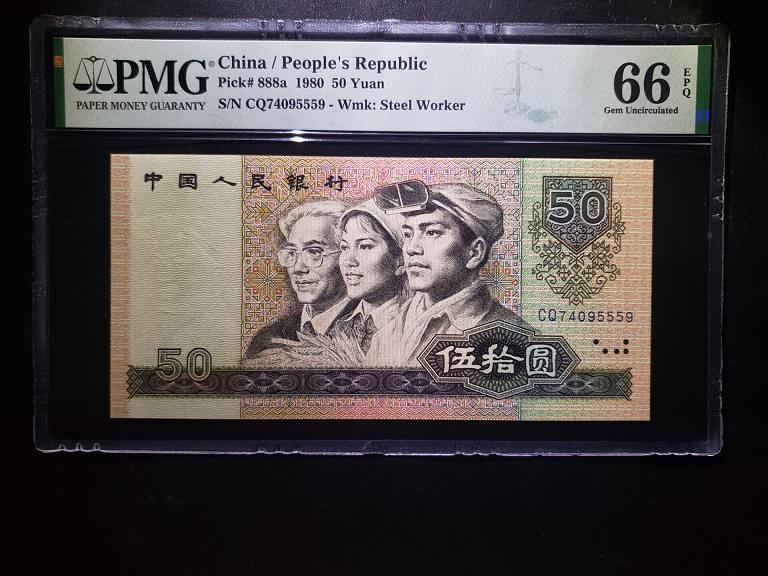 PMG®
PAPER MONEY GUARANTY
China / People's Republic
Pick# 888a 1980 50 Yuan
S/N CQ74095559 - Wmk: Steel Worker
66 EPQ
Gem Uncirculated
中国人民银行
50
CQ74095559
50
伍拾圆